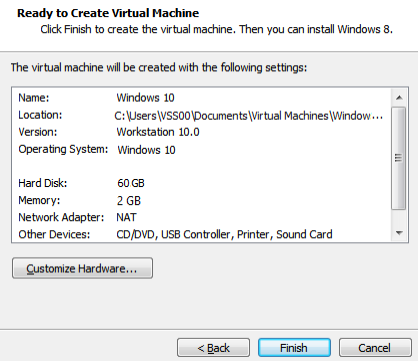 Ready to Create Virtual Machine
Click Finish to create the virtual machine. Then you can install Windows 8.
The virtual machine will be created with the following settings:
Name: Windows 10
Location: C:\Users\VSS00\Documents\Virtual Machines\Window...
Version: Workstation 10.0
Operating System: Windows 10
Hard Disk: 60 GB
Memory: 2 GB
Network Adapter: NAT
Other Devices: CD/DVD, USB Controller, Printer, Sound Card
Customize Hardware...
< Back Finish Cancel